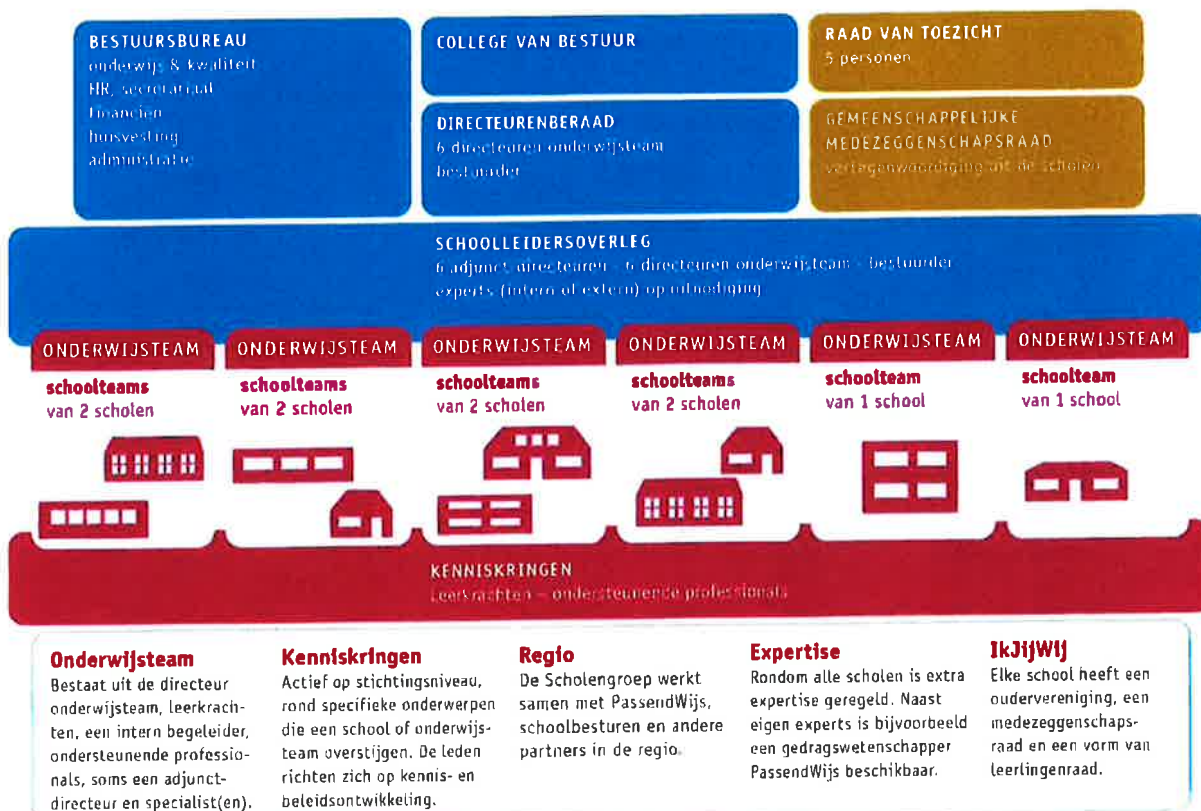 BESTUURSBUREAU
onderwijs & kwaliteit
HR, secretariaat
financiën
huisvesting
administratie
COLLEGE VAN BESTUUR
DIRECTEURENBERAAD
6 directeuren onderwijsteam
bestuurder
RAAD VAN TOEZICHT
5 personen
GEMEENSCHAPPELIJKE
MEDEZEGGENSCHAPSRAAD
vertegenwoordiging uit de scholen
SCHOOLLEIDERSOVERLEG
6 adjunct-directeuren - 6 directeuren onderwijsteam - bestuurder
experts (intern of extern) op uitnodiging
ONDERWIJSTEAM
schoolteams
van 2 scholen
ONDERWIJSTEAM
schoolteams
van 2 scholen
ONDERWIJSTEAM
schoolteams
van 2 scholen
ONDERWIJSTEAM
schoolteams
van 2 scholen
ONDERWIJSTEAM
schoolteam
van 1 school
ONDERWIJSTEAM
schoolteam
van 1 school
KENNISKRINGEN
Leerkrachten – ondersteunende professionals
Onderwijsteam
Bestaat uit de directeur
onderwijsteam, leerkrach-
ten, een intern begeleider,
ondersteunende professio-
nals, soms een adjunct-
directeur en specialist(en).
Kenniskringen
Actief op stichtingsniveau,
rond specifieke onderwerpen
die een school of onderwijs-
team overstijgen. De leden
richten zich op kennis- en
beleidsontwikkeling.
Regio
De Scholengroep werkt
samen met PassendWijs,
schoolbesturen en andere
partners in de regio.
Expertise
Rondom alle scholen is extra
expertise geregeld. Naast
eigen experts is bijvoorbeeld
een gedragswetenschapper
PassendWijs beschikbaar.
IkJijWij
Elke school heeft een
oudervereniging, een
medezeggenschaps-
raad en een vorm van
leerlingenraad.